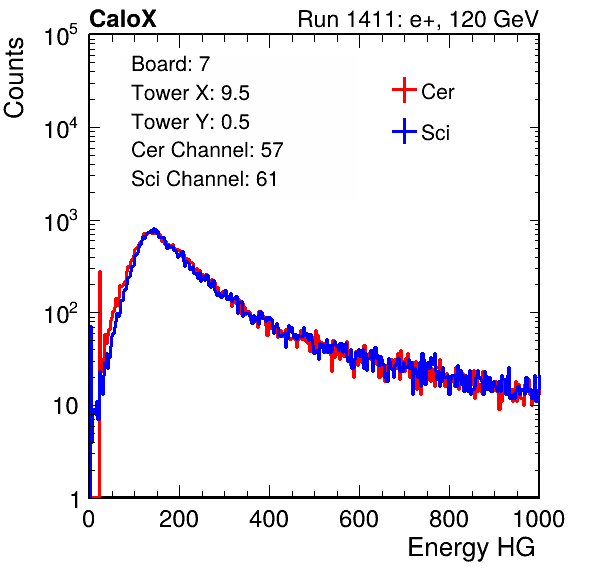 CaloX Run 1411: e+, 120 GeV
Counts
Board: 7
Tower X: 9.5
Tower Y: 0.5
Cer Channel: 57
Sci Channel: 61
Cer
Sci
10^5
10^4
10^3
10^2
10
1
0 200 400 600 800 1000
Energy HG